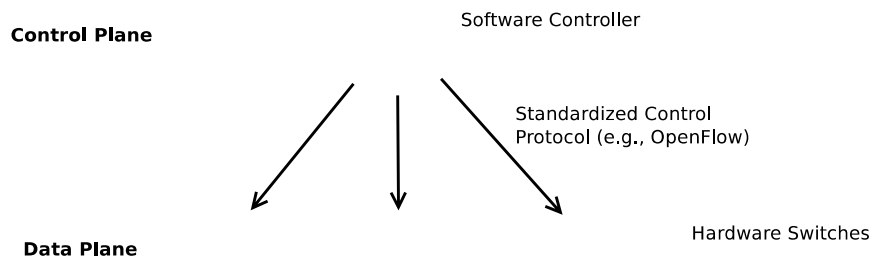 Software Controller
Control Plane
Standardized Control
Protocol (e.g., OpenFlow)
Hardware Switches
Data Plane